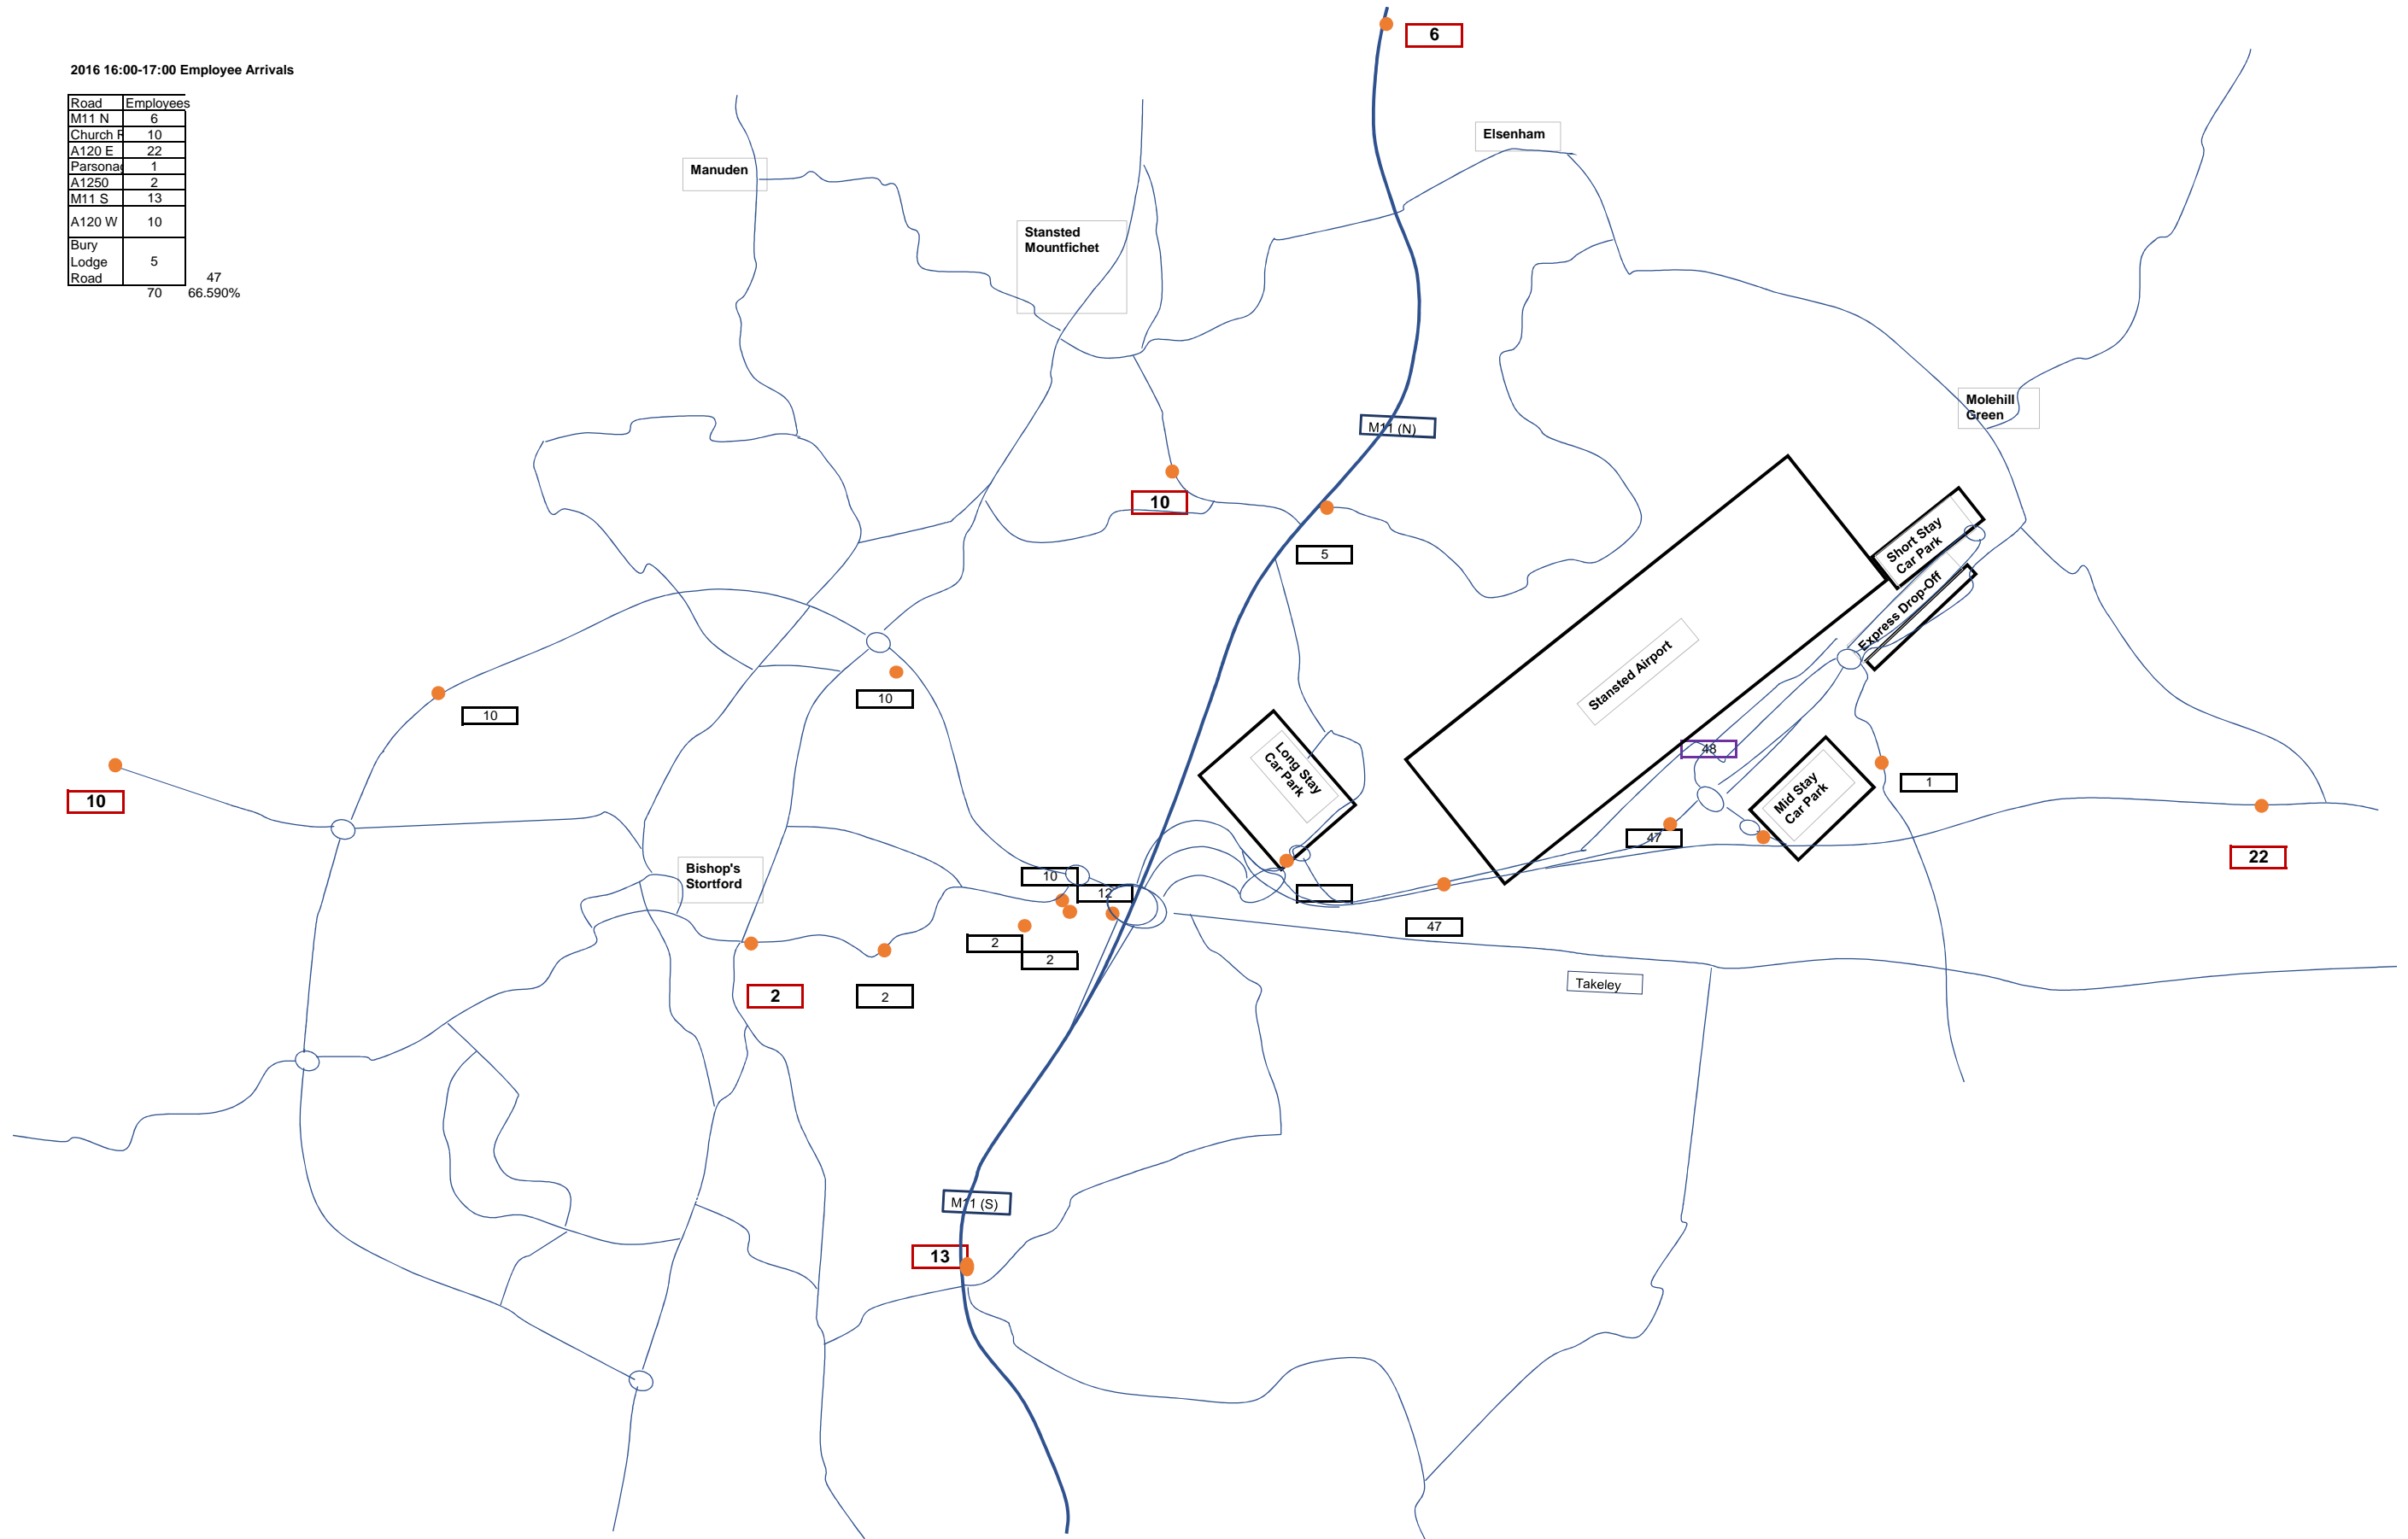 2016 16:00-17:00 Employee Arrivals
Road Employees
M11 N 6
Church R 10
A120 E 22
Parsonag 1
A1250 2
M11 S 13
A120 W 10
Bury
Lodge
Road 5 47
70 66.590%
6
Elsenham
Manuden
Stansted
Mountfichet
Molehill
Green
M11 (N)
10
5
Short Stay
Car Park
Express Drop-Off
Stansted Airport
10
10
10
48
Long Stay
Car Park
Mid Stay
Car Park
1
47
22
Bishop's
Stortford
10
12
47
2
2
2
2
Takeley
M11 (S)
13